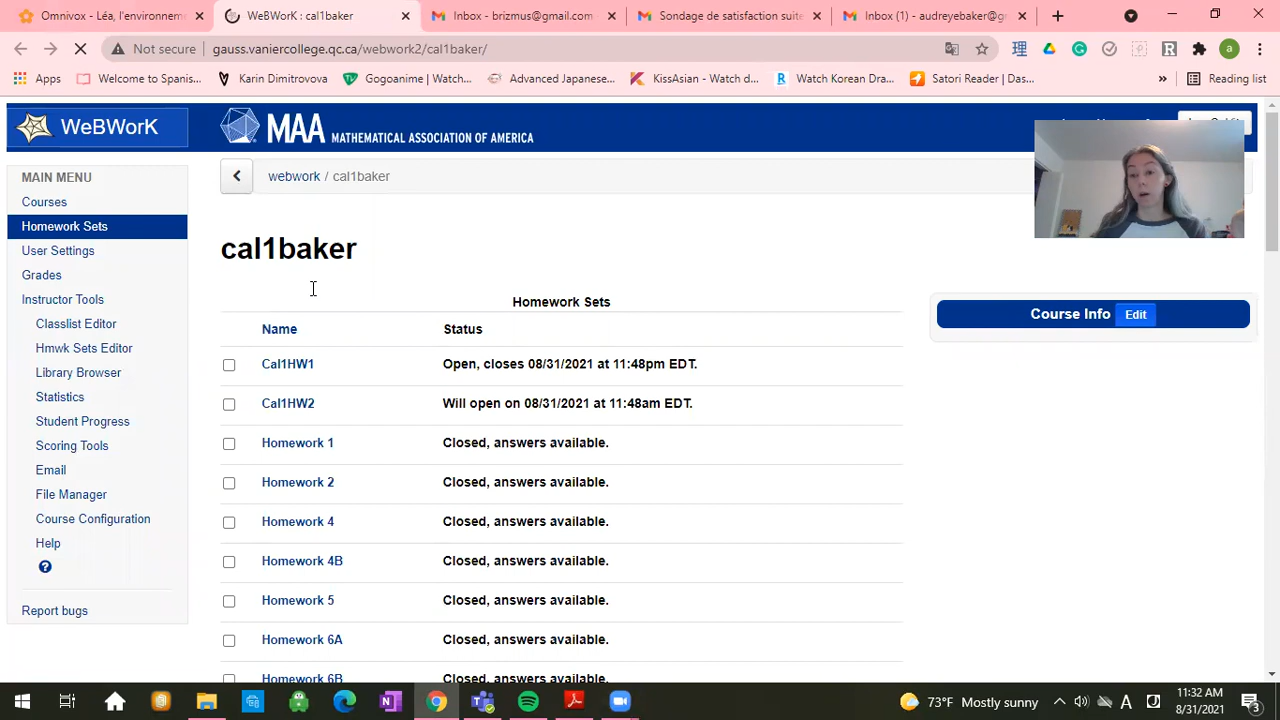 Omnivox - Léa, l'environnem
WeBWorK : cal1baker
Inbox - brizmus@gmail.com
Sondage de satisfaction suite
Inbox (1) - audreyebaker@g
Not secure
gauss.vaniercollege.qc.ca/webwork2/cal1baker/
Apps
Welcome to Spanis...
Karin Dimitrovova
Gogoanime | Watch...
Advanced Japanese...
KissAsian - Watch d...
Watch Korean Dra...
Satori Reader | Das...
»
Reading list
WeBWorK
MAA MATHEMATICAL ASSOCIATION OF AMERICA
webwork / cal1baker
MAIN MENU
Courses
Homework Sets
User Settings
Grades
Instructor Tools
Classlist Editor
Hmwk Sets Editor
Library Browser
Statistics
Student Progress
Scoring Tools
Email
File Manager
Course Configuration
Help
Report bugs
cal1baker
Homework Sets
Name Status
Cal1HW1 Open, closes 08/31/2021 at 11:48pm EDT.
Cal1HW2 Will open on 08/31/2021 at 11:48am EDT.
Homework 1 Closed, answers available.
Homework 2 Closed, answers available.
Homework 4 Closed, answers available.
Homework 4B Closed, answers available.
Homework 5 Closed, answers available.
Homework 6A Closed, answers available.
Homework 6B Closed, answers available.
Course Info Edit
73°F Mostly sunny
A
11:32 AM
8/31/2021
3